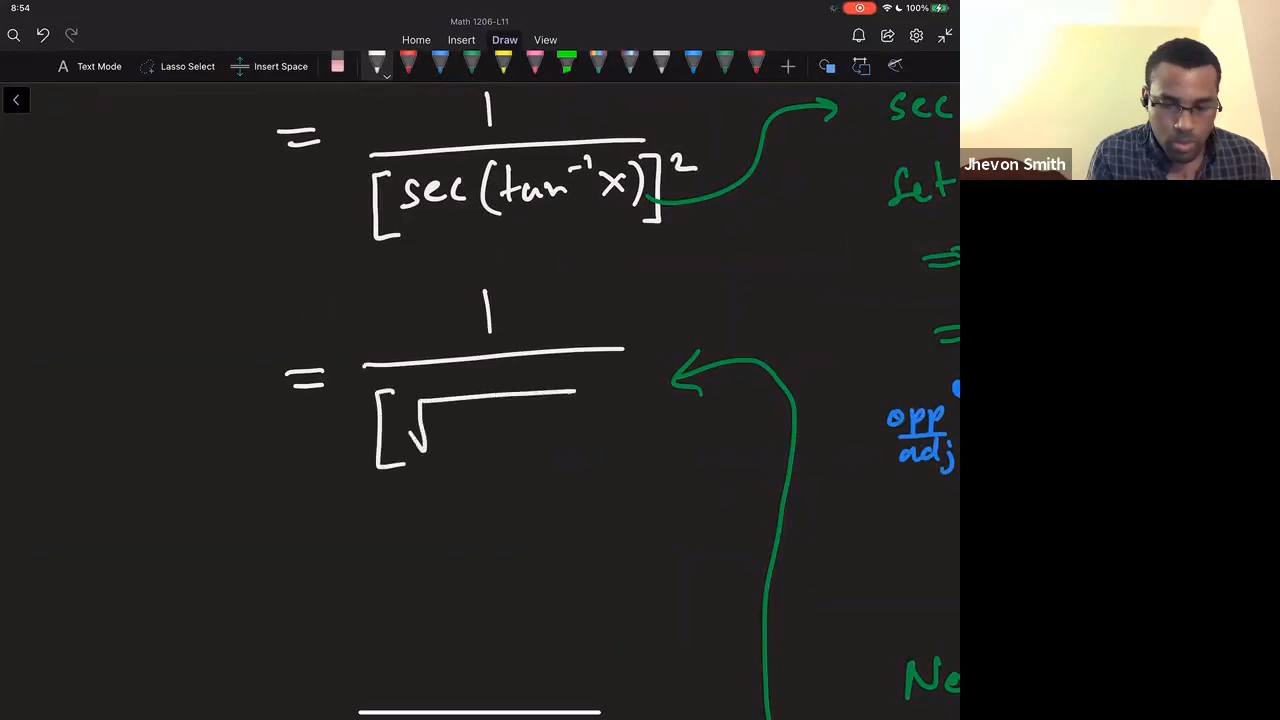 8:54
100%
Math 1206-L11
Home Insert Draw View
Text Mode Lasso Select Insert Space
Jhevon Smith
= 1 / [sec(tan⁻¹x)]²
sec
Let
⇒
= 1 / [√
opp/adj
Ne